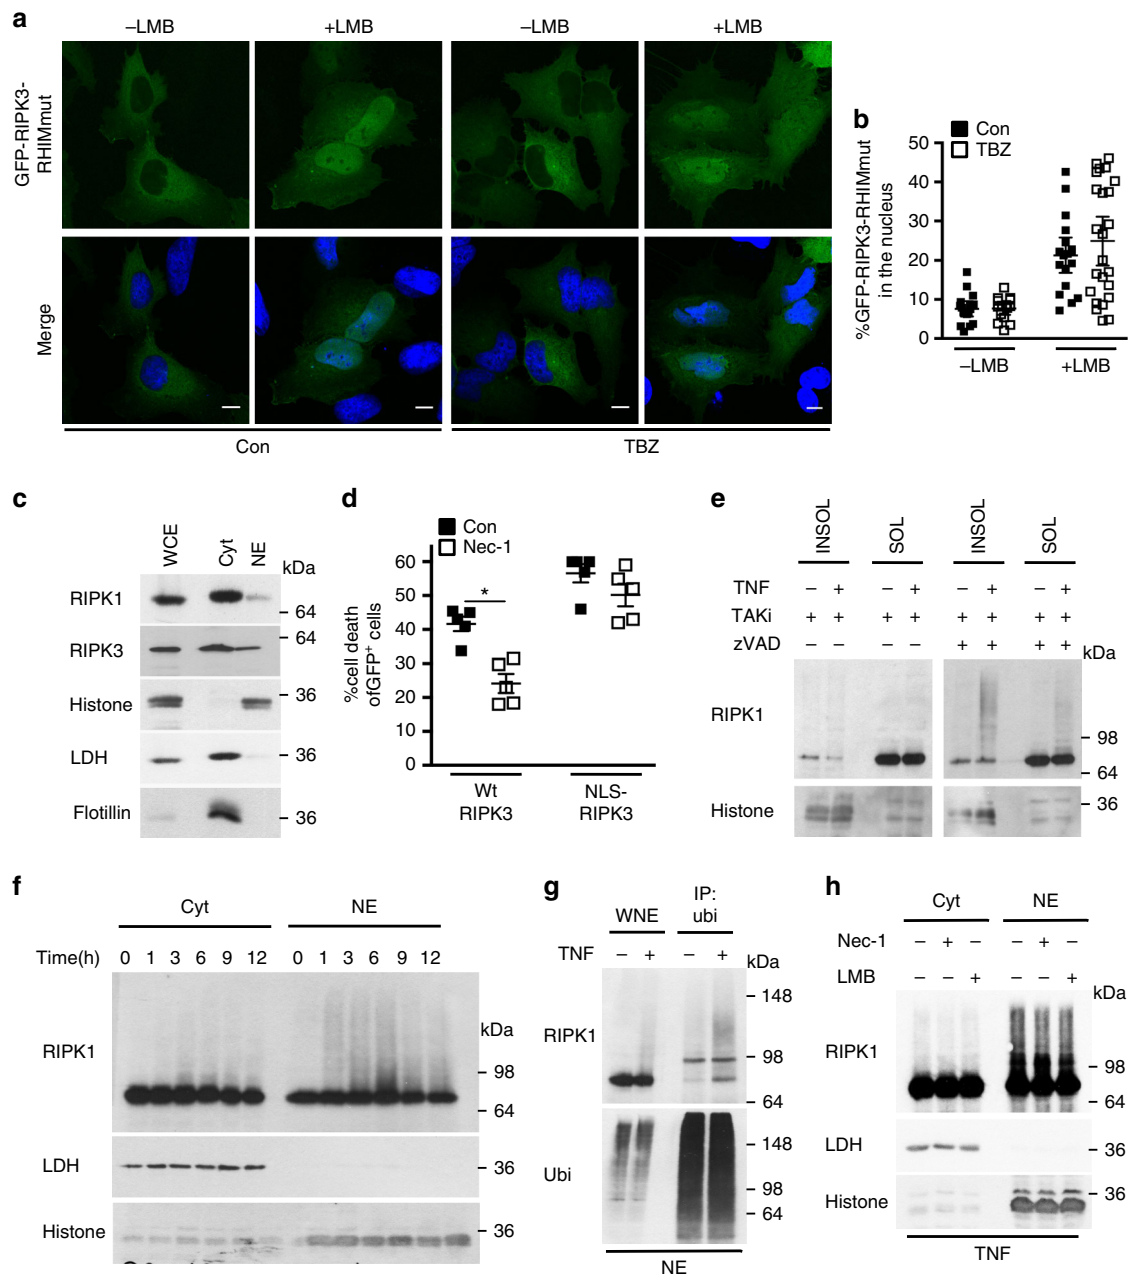 a
–LMB +LMB –LMB +LMB
GFP-RIPK3-
RHIMmut
Merge
Con TBZ
b
Con
TBZ
%GFP-RIPK3-RHIMmut
in the nucleus
50
40
30
20
10
0
–LMB +LMB
c
WCE Cyt NE
kDa
RIPK1
64
RIPK3
64
Histone
36
LDH
36
Flotillin
36
d
Con
Nec-1
%cell death
ofGFP+ cells
60
50
40
30
20
10
0
*
Wt
RIPK3
NLS-
RIPK3
e
INSOL SOL INSOL SOL
TNF – + – + – + – +
TAKi + + + + + + + +
zVAD + + + +
kDa
RIPK1
98
64
Histone
36
f
Cyt NE
Time(h) 0 1 3 6 9 12 0 1 3 6 9 12
kDa
RIPK1
98
64
LDH
36
Histone
36
g
WNE IP:
ubi
TNF – + – +
kDa
RIPK1
148
98
64
Ubi
148
98
64
NE
h
Cyt NE
Nec-1 – + – – + –
LMB – – + – – +
kDa
RIPK1
98
64
LDH
36
Histone
36
TNF